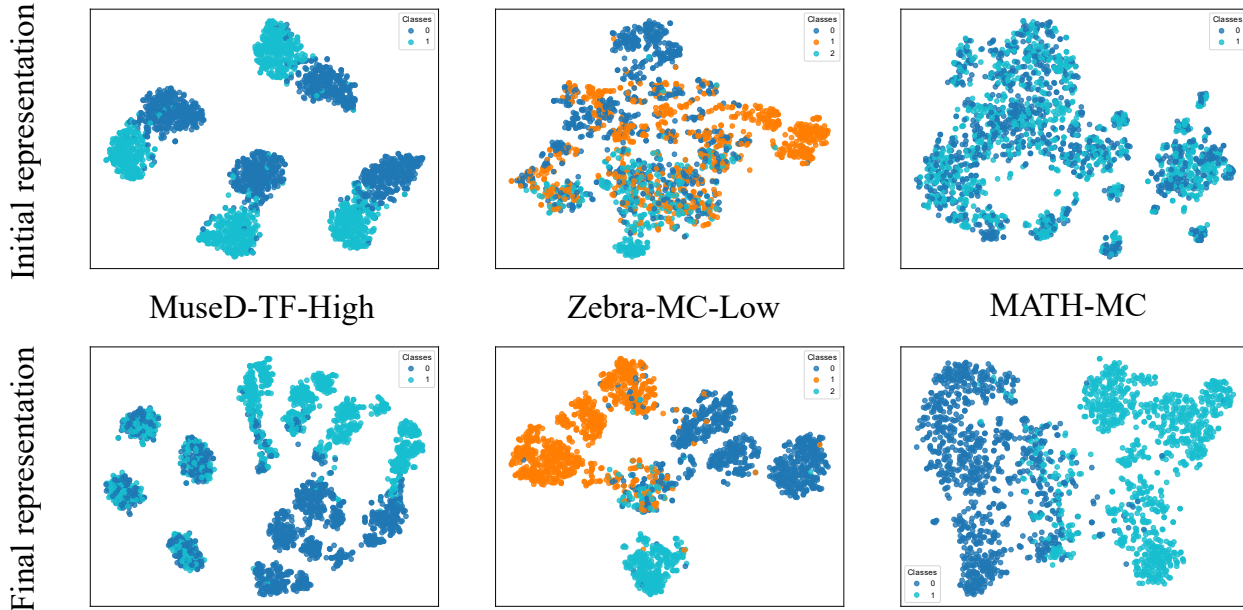 Initial representation
Classes
0
1
Classes
0
1
2
Classes
0
1
MuseD-TF-High
Zebra-MC-Low
MATH-MC
Final representation
Classes
0
1
Classes
0
1
2
Classes
0
1